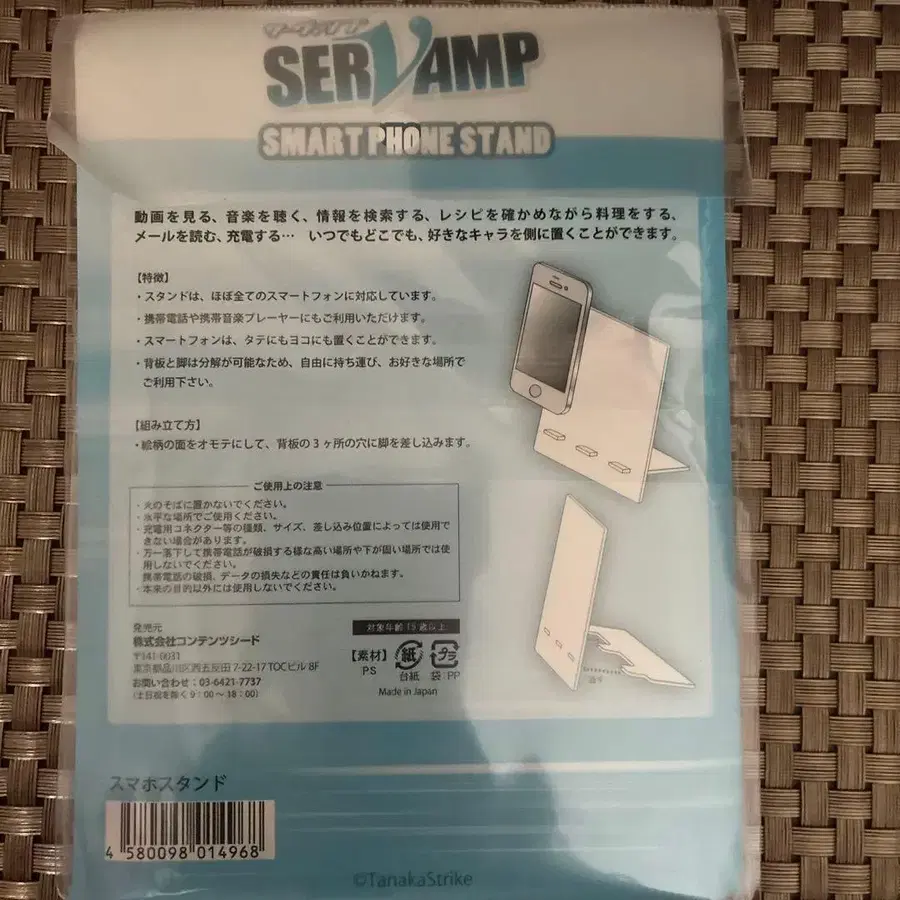 サーヴァンプ
SERVAMP
SMART PHONE STAND
動画を見る、音楽を聴く、情報を検索する、レシピを確かめながら料理をする、
メールを読む、充電する… いつでもどこでも、好きなキャラを側に置くことができます。
【特徴】
・スタンドは、ほぼ全てのスマートフォンに対応しています。
・携帯電話や携帯音楽プレーヤーにもご利用いただけます。
・スマートフォンは、タテにもヨコにも置くことができます。
・背板と脚は分解が可能なため、自由に持ち運び、お好きな場所で
ご利用下さい。
【組み立て方】
・絵柄の面をオモテにして、背板の3ヶ所の穴に脚を差し込みます。
ご使用上の注意
・火のそばに置かないでください。
・水平な場所でご使用ください。
・充電用コネクター等の種類、サイズ、差し込み位置によっては使用で
きない場合があります。
・万一落下して携帯電話が破損する様な高い場所や下が固い場所では使
用しないでください。
携帯電話の破損、データの損失などの責任は負いかねます。
・本来の目的以外には使用しないでください。
発売元
株式会社コンテンツシード
〒141-0031
東京都品川区西五反田7-22-17 TOCビル8F
お問い合わせ：03-6421-7737
(土日祝を除く9：00～18：00)
対象年齢15歳以上
【素材】
PS
紙
台紙
プラ
袋:PP
Made in Japan
スマホスタンド
4 580098 014968
©TanakaStrike